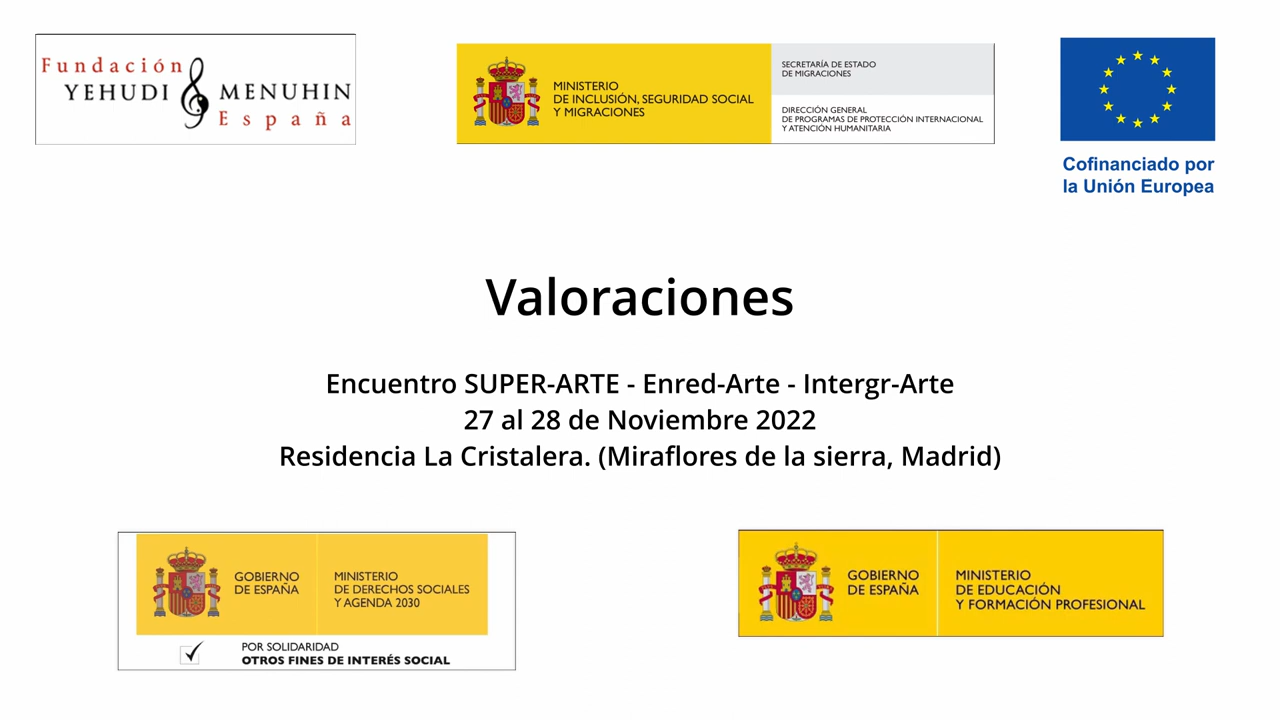 Fundación
YEHUDI MENUHIN
España
MINISTERIO
DE INCLUSIÓN, SEGURIDAD SOCIAL
Y MIGRACIONES
SECRETARÍA DE ESTADO
DE MIGRACIONES
DIRECCIÓN GENERAL
DE PROGRAMAS DE PROTECCIÓN INTERNACIONAL
Y ATENCIÓN HUMANITARIA
Cofinanciado por
la Unión Europea
Valoraciones
Encuentro SUPER-ARTE - Enred-Arte - Intergr-Arte
27 al 28 de Noviembre 2022
Residencia La Cristalera. (Miraflores de la sierra, Madrid)
GOBIERNO
DE ESPAÑA
MINISTERIO
DE DERECHOS SOCIALES
Y AGENDA 2030
POR SOLIDARIDAD
OTROS FINES DE INTERÉS SOCIAL
GOBIERNO
DE ESPAÑA
MINISTERIO
DE EDUCACIÓN
Y FORMACIÓN PROFESIONAL